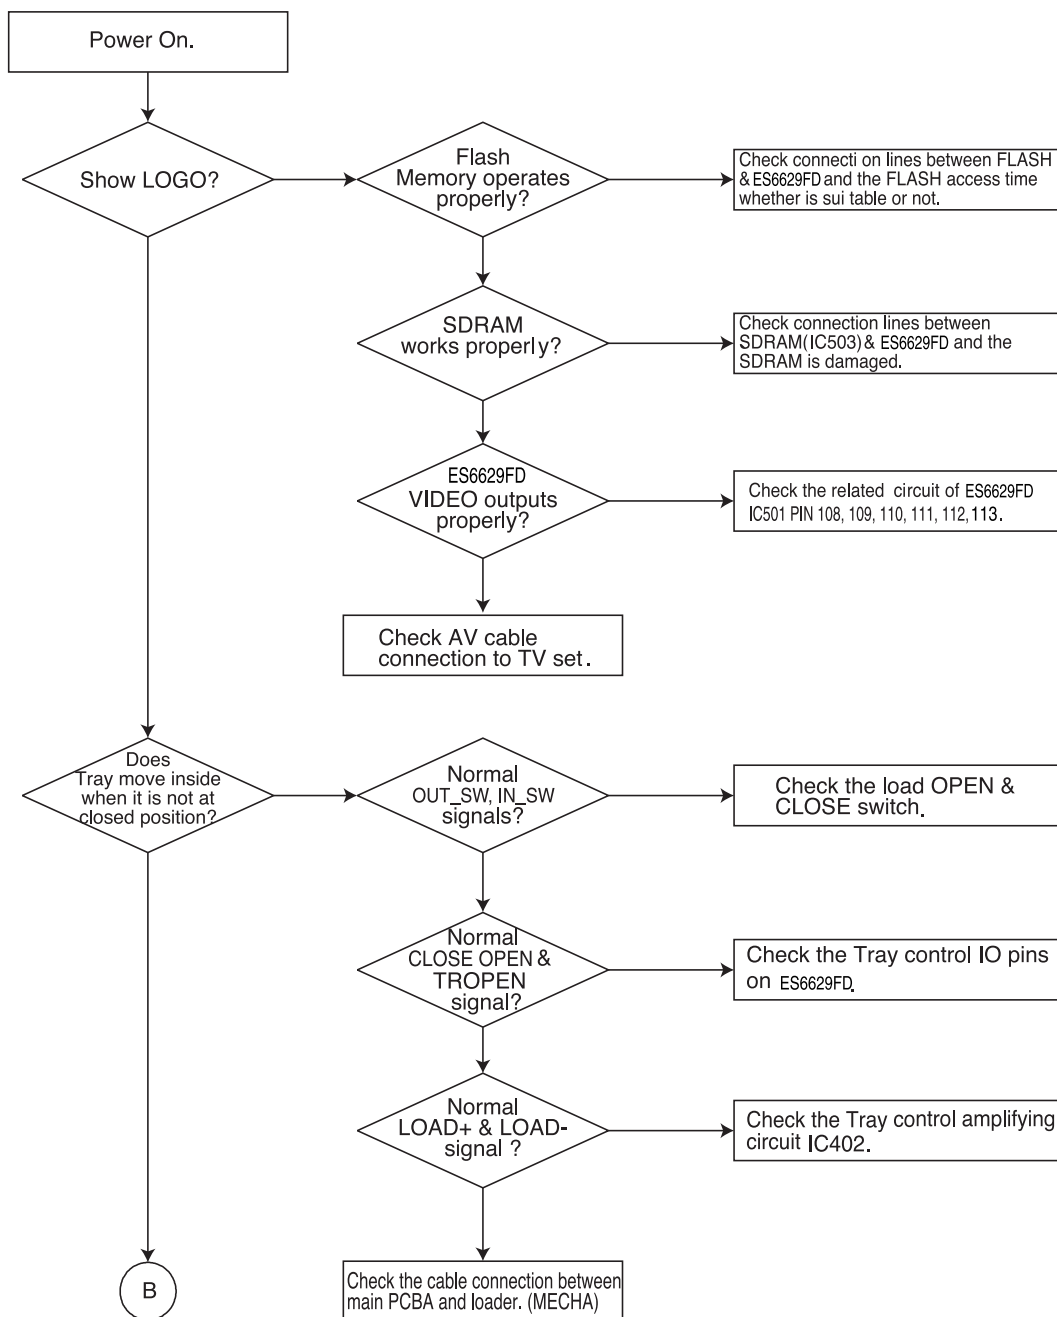 Power On.
Show LOGO?
Flash
Memory operates
properly?
Check connecti on lines between FLASH
& ES6629FD and the FLASH access time
whether is sui table or not.
SDRAM
works properly?
Check connection lines between
SDRAM(IC503) & ES6629FD and the
SDRAM is damaged.
ES6629FD
VIDEO outputs
properly?
Check the related circuit of ES6629FD
IC501 PIN 108, 109, 110, 111, 112, 113.
Check AV cable
connection to TV set.
Does
Tray move inside
when it is not at
closed position?
Normal
OUT_SW, IN_SW
signals?
Check the load OPEN &
CLOSE switch.
Normal
CLOSE OPEN &
TROPEN
signal?
Check the Tray control IO pins
on ES6629FD.
Normal
LOAD+ & LOAD-
signal ?
Check the Tray control amplifying
circuit IC402.
B
Check the cable connection between
main PCBA and loader. (MECHA)